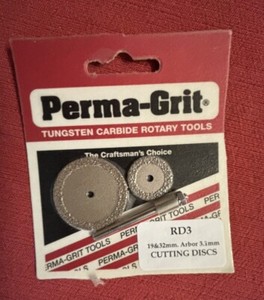 Perma-Grit®
TUNGSTEN CARBIDE ROTARY TOOLS
The Craftsman's Choice
RD3
19&32mm. Arbor 3.1mm
CUTTING DISCS
PERMA-GRIT TOOLS